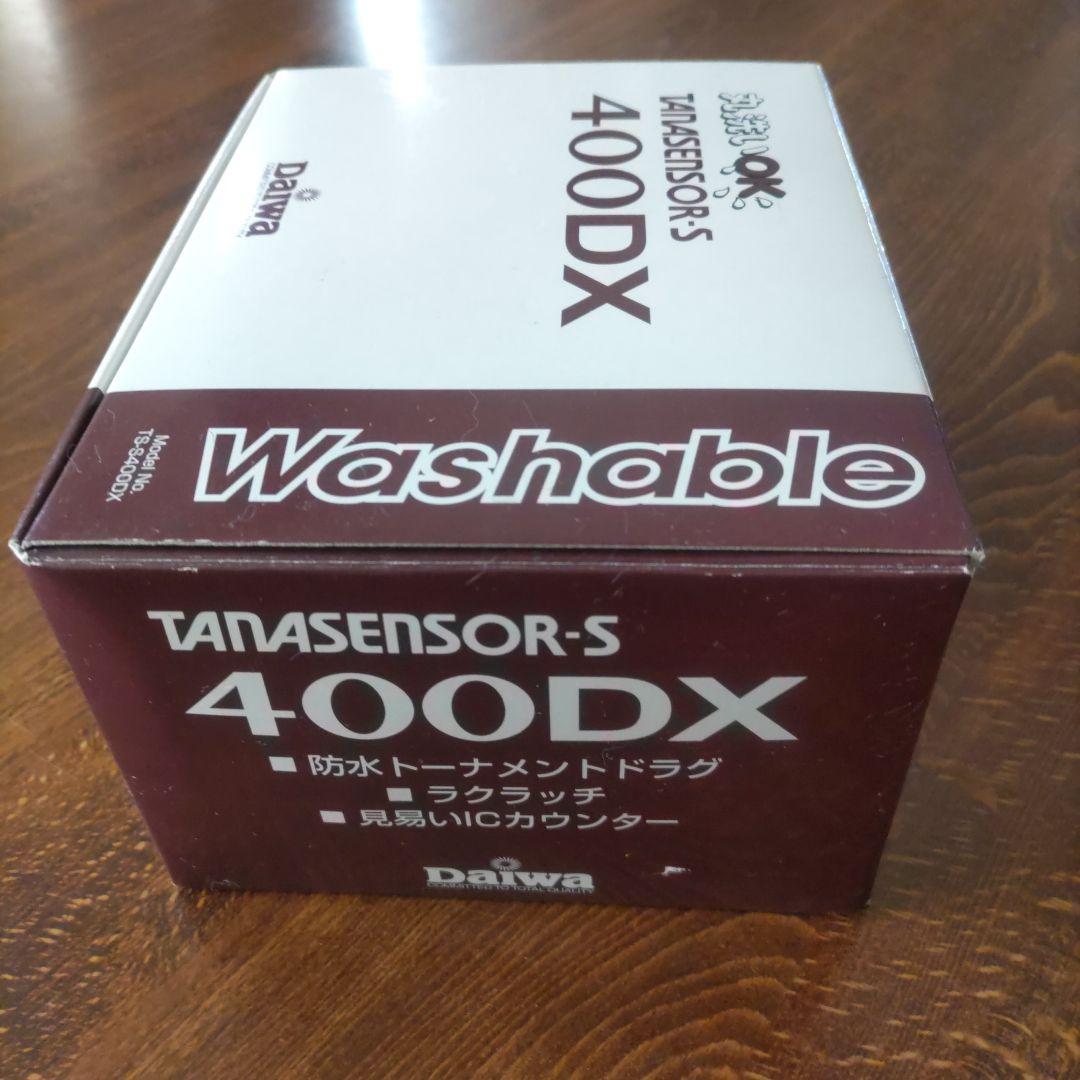 丸洗いOK
TANASENSOR-S
400DX
Daiwa
Washable
Model No.
TS-S400DX
TANASENSOR-S
400DX
■ 防水トーナメントドラグ
■ ラクラッチ
■ 見易いICカウンター
Daiwa
COMMITTED TO TOTAL QUALITY